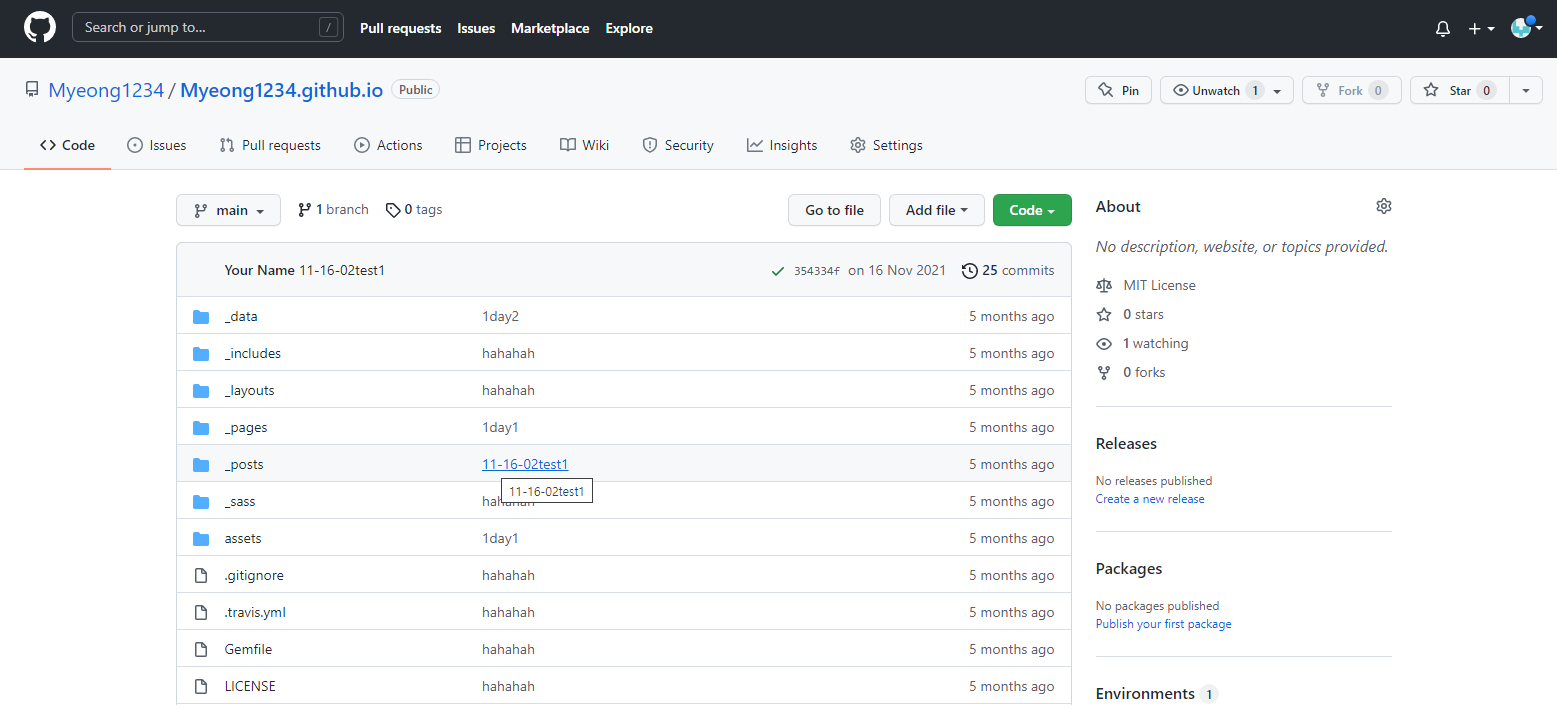 Search or jump to... /
Pull requests Issues Marketplace Explore
Myeong1234 / Myeong1234.github.io Public
Pin Unwatch 1 Fork 0 Star 0
Code Issues Pull requests Actions Projects Wiki Security Insights Settings
main 1 branch 0 tags
Go to file Add file Code
Your Name 11-16-02test1 354334f on 16 Nov 2021 25 commits
_data 1day2 5 months ago
_includes hahahah 5 months ago
_layouts hahahah 5 months ago
_pages 1day1 5 months ago
_posts 11-16-02test1 5 months ago
11-16-02test1
_sass hahahah 5 months ago
assets 1day1 5 months ago
.gitignore hahahah 5 months ago
.travis.yml hahahah 5 months ago
Gemfile hahahah 5 months ago
LICENSE hahahah 5 months ago
About
No description, website, or topics provided.
MIT License
0 stars
1 watching
0 forks
Releases
No releases published
Create a new release
Packages
No packages published
Publish your first package
Environments 1